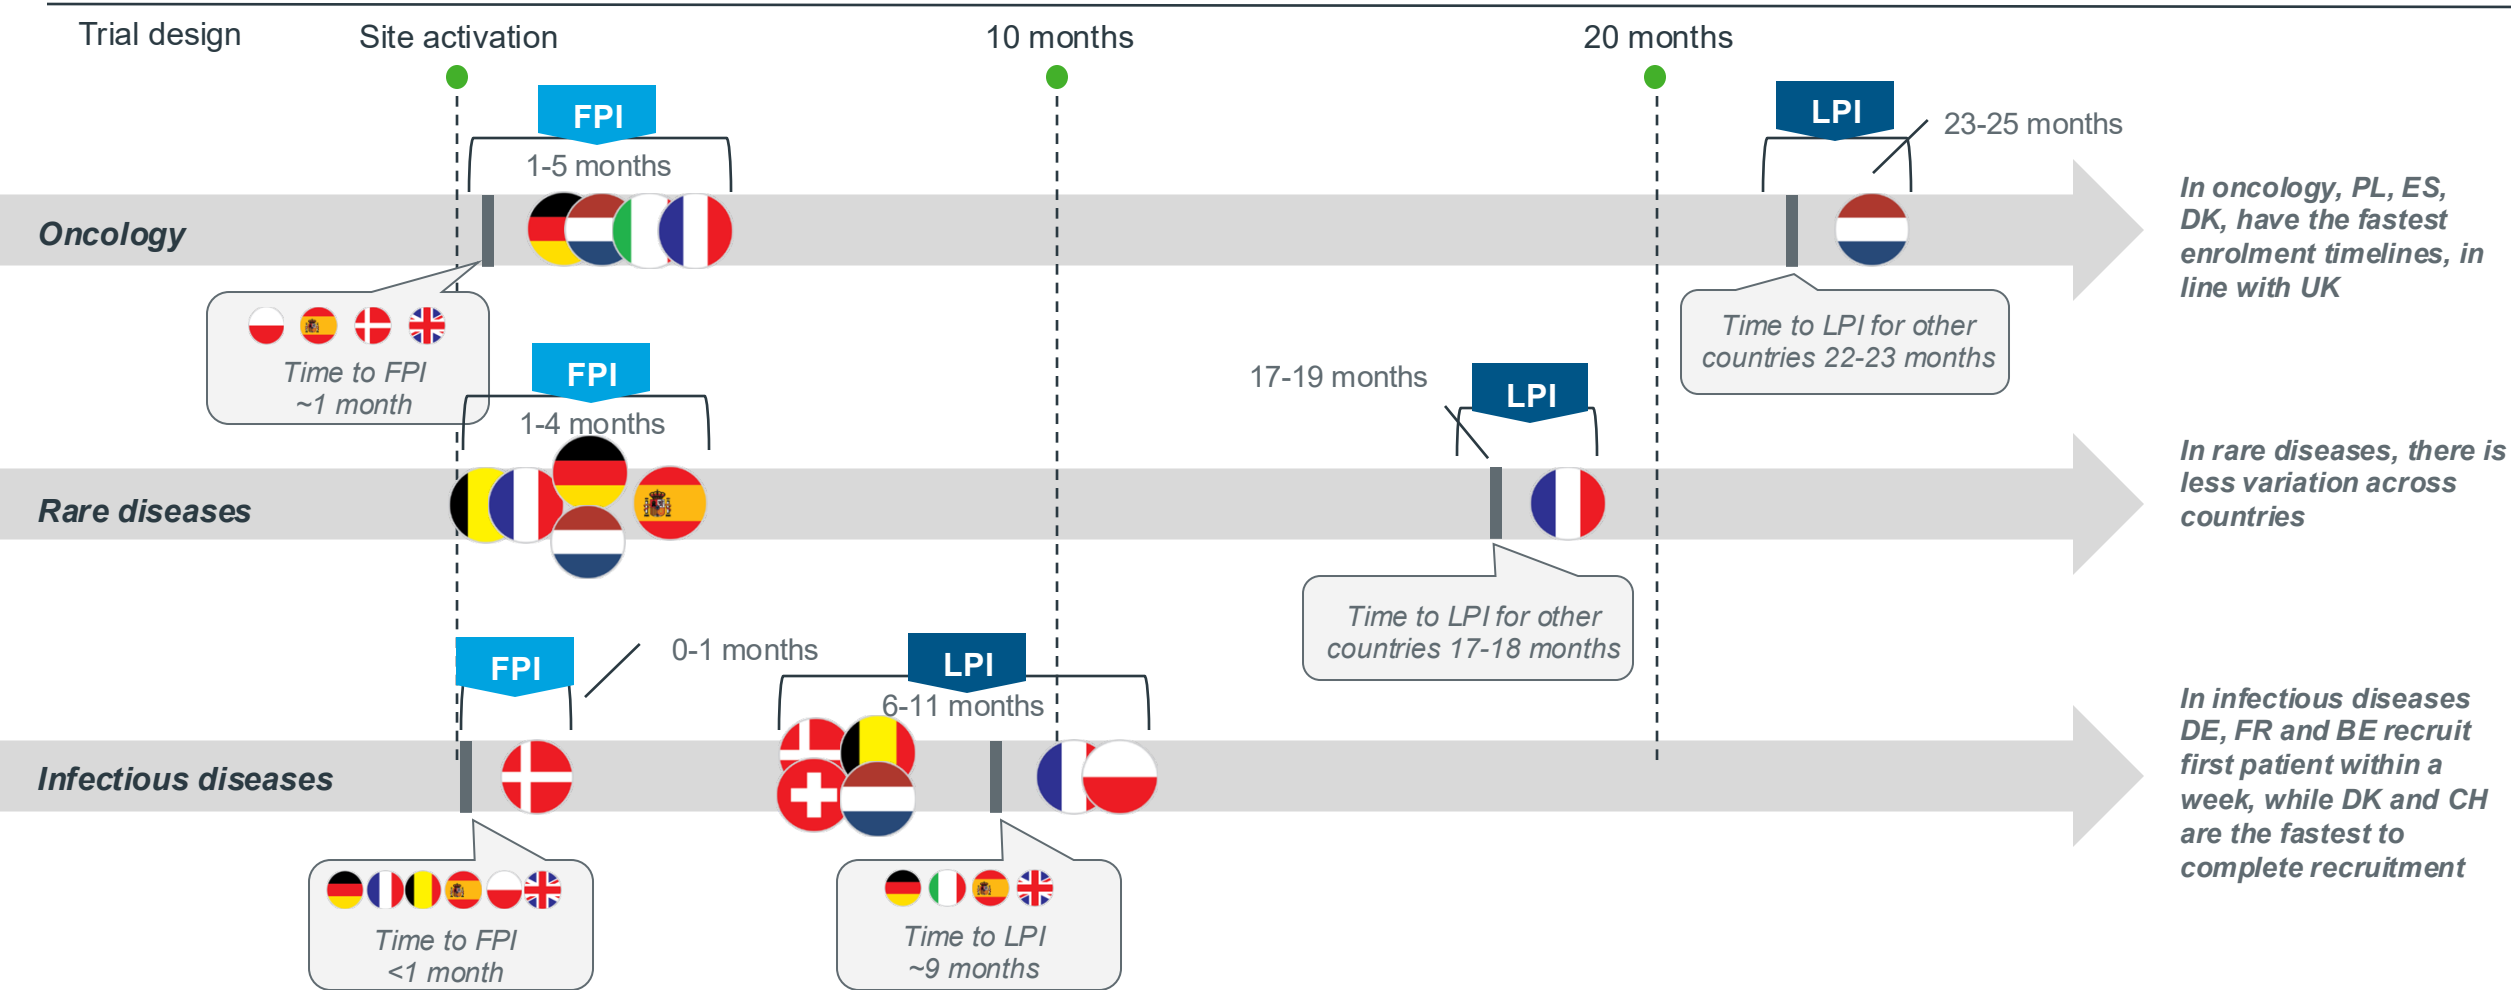 Trial design
Site activation
10 months
20 months
FPI
1-5 months
LPI
23-25 months
Oncology
In oncology, PL, ES,
DK, have the fastest
enrolment timelines, in
line with UK
Time to FPI
~1 month
Time to LPI for other
countries 22-23 months
FPI
1-4 months
17-19 months
LPI
Rare diseases
In rare diseases, there is
less variation across
countries
Time to LPI for other
countries 17-18 months
FPI
0-1 months
LPI
6-11 months
Infectious diseases
In infectious diseases
DE, FR and BE recruit
first patient within a
week, while DK and CH
are the fastest to
complete recruitment
Time to FPI
<1 month
Time to LPI
~9 months